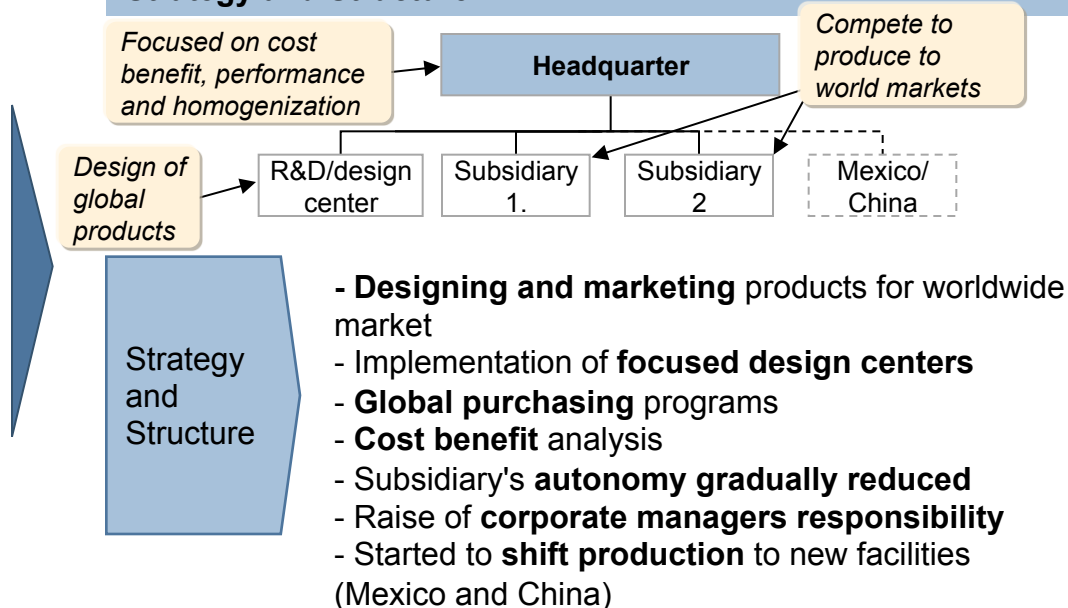 Focused on cost
benefit, performance
and homogenization
Headquarter
Compete to
produce to
world markets
Design of
global
products
R&D/design
center
Subsidiary
1.
Subsidiary
2
Mexico/
China
Strategy
and
Structure
- Designing and marketing products for worldwide
market
- Implementation of focused design centers
- Global purchasing programs
- Cost benefit analysis
- Subsidiary's autonomy gradually reduced
- Raise of corporate managers responsibility
- Started to shift production to new facilities
(Mexico and China)